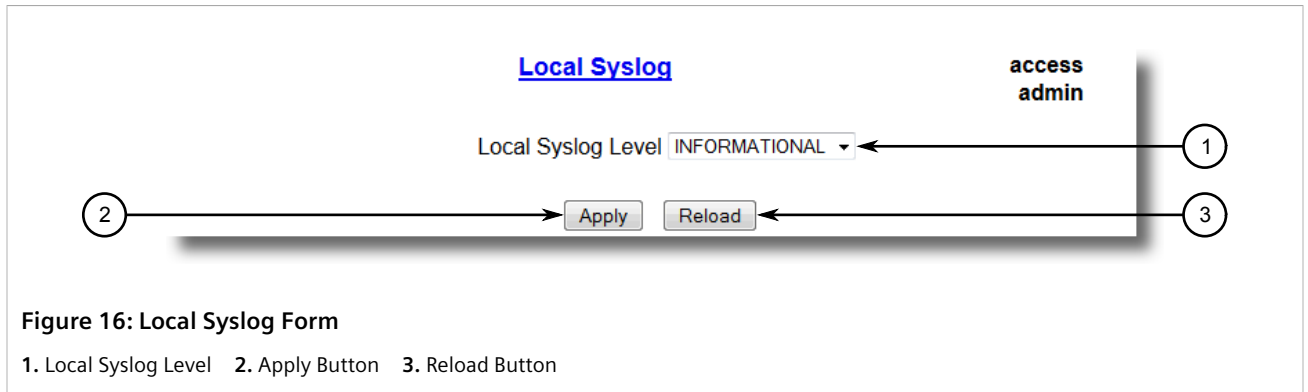 Local Syslog
access
admin
Local Syslog Level INFORMATIONAL
1
2
Apply
Reload
3
Figure 16: Local Syslog Form
1. Local Syslog Level 2. Apply Button 3. Reload Button